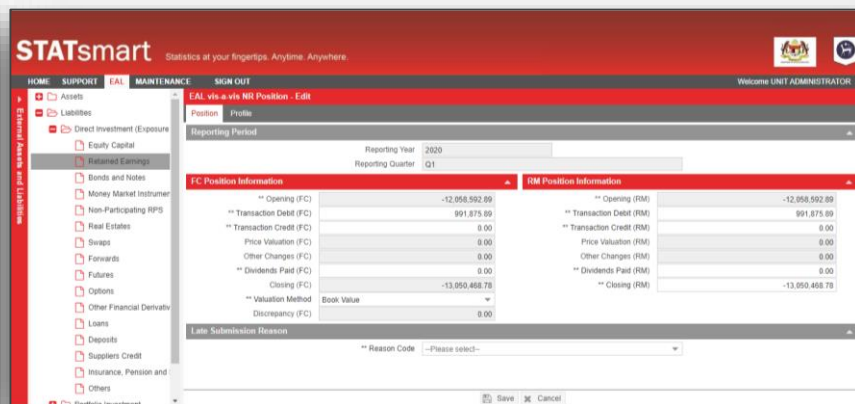 STATsmart Statistics at your fingertips. Anytime. Anywhere.
HOME SUPPORT EAL MAINTENANCE SIGN OUT
Welcome UNIT ADMINISTRATOR
External Assets and Liabilities
Assets
Liabilities
Direct Investment (Exposure
Equity Capital
Retained Earnings
Bonds and Notes
Money Market Instrumer
Non-Participating RPS
Real Estates
Swaps
Forwards
Futures
Options
Other Financial Derivativ
Loans
Deposits
Suppliers Credit
Insurance, Pension and
Others
EAL vis-a-vis NR Position - Edit
Position Profile
Reporting Period
Reporting Year 2020
Reporting Quarter Q1
FC Position Information
** Opening (FC) -12,058,592.89
** Transaction Debit (FC) 991,875.89
** Transaction Credit (FC) 0.00
Price Valuation (FC) 0.00
Other Changes (FC) 0.00
** Dividends Paid (FC) 0.00
Closing (FC) -13,050,468.78
** Valuation Method Book Value
Discrepancy (FC) 0.00
RM Position Information
** Opening (RM) -12,058,592.89
** Transaction Debit (RM) 991,875.89
** Transaction Credit (RM) 0.00
Price Valuation (RM) 0.00
Other Changes (RM) 0.00
** Dividends Paid (RM) 0.00
** Closing (RM) -13,050,468.78
Late Submission Reason
** Reason Code --Please select--
Save Cancel